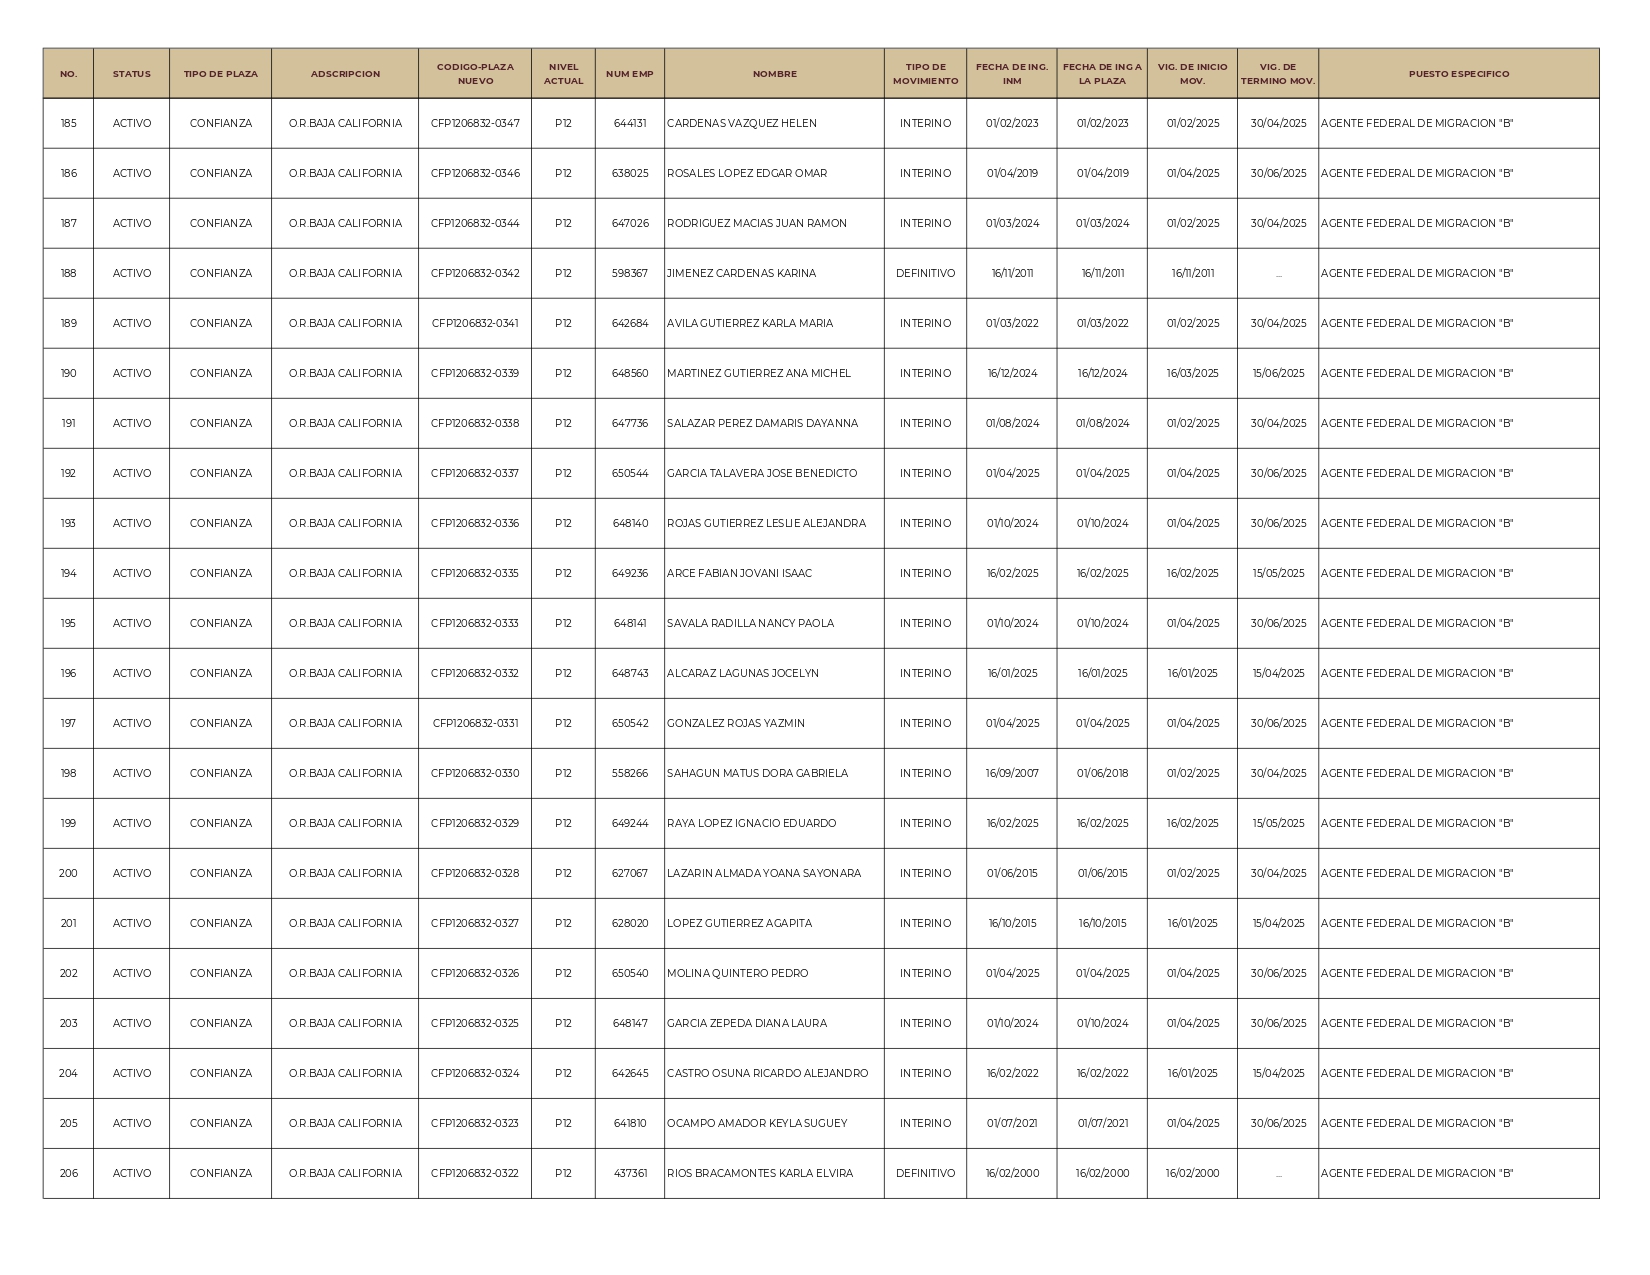 NO. STATUS TIPO DE PLAZA ADSCRIPCION CODIGO-PLAZA NUEVO NIVEL ACTUAL NUM EMP NOMBRE TIPO DE MOVIMIENTO FECHA DE ING. INM FECHA DE ING A LA PLAZA VIG. DE INICIO MOV. VIG. DE TERMINO MOV. PUESTO ESPECIFICO
185 ACTIVO CONFIANZA O.R.BAJA CALIFORNIA CFP1206832-0347 P12 644131 CARDENAS VAZQUEZ HELEN INTERINO 01/02/2023 01/02/2023 01/02/2025 30/04/2025 AGENTE FEDERAL DE MIGRACION "B"
186 ACTIVO CONFIANZA O.R.BAJA CALIFORNIA CFP1206832-0346 P12 638025 ROSALES LOPEZ EDGAR OMAR INTERINO 01/04/2019 01/04/2019 01/04/2025 30/06/2025 AGENTE FEDERAL DE MIGRACION "B"
187 ACTIVO CONFIANZA O.R.BAJA CALIFORNIA CFP1206832-0344 P12 647026 RODRIGUEZ MACIAS JUAN RAMON INTERINO 01/03/2024 01/03/2024 01/02/2025 30/04/2025 AGENTE FEDERAL DE MIGRACION "B"
188 ACTIVO CONFIANZA O.R.BAJA CALIFORNIA CFP1206832-0342 P12 598367 JIMENEZ CARDENAS KARINA DEFINITIVO 16/11/2011 16/11/2011 16/11/2011 ... AGENTE FEDERAL DE MIGRACION "B"
189 ACTIVO CONFIANZA O.R.BAJA CALIFORNIA CFP1206832-0341 P12 642684 AVILA GUTIERREZ KARLA MARIA INTERINO 01/03/2022 01/03/2022 01/02/2025 30/04/2025 AGENTE FEDERAL DE MIGRACION "B"
190 ACTIVO CONFIANZA O.R.BAJA CALIFORNIA CFP1206832-0339 P12 648560 MARTINEZ GUTIERREZ ANA MICHEL INTERINO 16/12/2024 16/12/2024 16/03/2025 15/06/2025 AGENTE FEDERAL DE MIGRACION "B"
191 ACTIVO CONFIANZA O.R.BAJA CALIFORNIA CFP1206832-0338 P12 647736 SALAZAR PEREZ DAMARIS DAYANNA INTERINO 01/08/2024 01/08/2024 01/02/2025 30/04/2025 AGENTE FEDERAL DE MIGRACION "B"
192 ACTIVO CONFIANZA O.R.BAJA CALIFORNIA CFP1206832-0337 P12 650544 GARCIA TALAVERA JOSE BENEDICTO INTERINO 01/04/2025 01/04/2025 01/04/2025 30/06/2025 AGENTE FEDERAL DE MIGRACION "B"
193 ACTIVO CONFIANZA O.R.BAJA CALIFORNIA CFP1206832-0336 P12 648140 ROJAS GUTIERREZ LESLIE ALEJANDRA INTERINO 01/10/2024 01/10/2024 01/04/2025 30/06/2025 AGENTE FEDERAL DE MIGRACION "B"
194 ACTIVO CONFIANZA O.R.BAJA CALIFORNIA CFP1206832-0335 P12 649236 ARCE FABIAN JOVANI ISAAC INTERINO 16/02/2025 16/02/2025 16/02/2025 15/05/2025 AGENTE FEDERAL DE MIGRACION "B"
195 ACTIVO CONFIANZA O.R.BAJA CALIFORNIA CFP1206832-0333 P12 648141 SAVALA RADILLA NANCY PAOLA INTERINO 01/10/2024 01/10/2024 01/04/2025 30/06/2025 AGENTE FEDERAL DE MIGRACION "B"
196 ACTIVO CONFIANZA O.R.BAJA CALIFORNIA CFP1206832-0332 P12 648743 ALCARAZ LAGUNAS JOCELYN INTERINO 16/01/2025 16/01/2025 16/01/2025 15/04/2025 AGENTE FEDERAL DE MIGRACION "B"
197 ACTIVO CONFIANZA O.R.BAJA CALIFORNIA CFP1206832-0331 P12 650542 GONZALEZ ROJAS YAZMIN INTERINO 01/04/2025 01/04/2025 01/04/2025 30/06/2025 AGENTE FEDERAL DE MIGRACION "B"
198 ACTIVO CONFIANZA O.R.BAJA CALIFORNIA CFP1206832-0330 P12 558266 SAHAGUN MATUS DORA GABRIELA INTERINO 16/09/2007 01/06/2018 01/02/2025 30/04/2025 AGENTE FEDERAL DE MIGRACION "B"
199 ACTIVO CONFIANZA O.R.BAJA CALIFORNIA CFP1206832-0329 P12 649244 RAYA LOPEZ IGNACIO EDUARDO INTERINO 16/02/2025 16/02/2025 16/02/2025 15/05/2025 AGENTE FEDERAL DE MIGRACION "B"
200 ACTIVO CONFIANZA O.R.BAJA CALIFORNIA CFP1206832-0328 P12 627067 LAZARIN ALMADA YOANA SAYONARA INTERINO 01/06/2015 01/06/2015 01/02/2025 30/04/2025 AGENTE FEDERAL DE MIGRACION "B"
201 ACTIVO CONFIANZA O.R.BAJA CALIFORNIA CFP1206832-0327 P12 628020 LOPEZ GUTIERREZ AGAPITA INTERINO 16/10/2015 16/10/2015 16/01/2025 15/04/2025 AGENTE FEDERAL DE MIGRACION "B"
202 ACTIVO CONFIANZA O.R.BAJA CALIFORNIA CFP1206832-0326 P12 650540 MOLINA QUINTERO PEDRO INTERINO 01/04/2025 01/04/2025 01/04/2025 30/06/2025 AGENTE FEDERAL DE MIGRACION "B"
203 ACTIVO CONFIANZA O.R.BAJA CALIFORNIA CFP1206832-0325 P12 648147 GARCIA ZEPEDA DIANA LAURA INTERINO 01/10/2024 01/10/2024 01/04/2025 30/06/2025 AGENTE FEDERAL DE MIGRACION "B"
204 ACTIVO CONFIANZA O.R.BAJA CALIFORNIA CFP1206832-0324 P12 642645 CASTRO OSUNA RICARDO ALEJANDRO INTERINO 16/02/2022 16/02/2022 16/01/2025 15/04/2025 AGENTE FEDERAL DE MIGRACION "B"
205 ACTIVO CONFIANZA O.R.BAJA CALIFORNIA CFP1206832-0323 P12 641810 OCAMPO AMADOR KEYLA SUGUEY INTERINO 01/07/2021 01/07/2021 01/04/2025 30/06/2025 AGENTE FEDERAL DE MIGRACION "B"
206 ACTIVO CONFIANZA O.R.BAJA CALIFORNIA CFP1206832-0322 P12 437361 RIOS BRACAMONTES KARLA ELVIRA DEFINITIVO 16/02/2000 16/02/2000 16/02/2000 ... AGENTE FEDERAL DE MIGRACION "B"